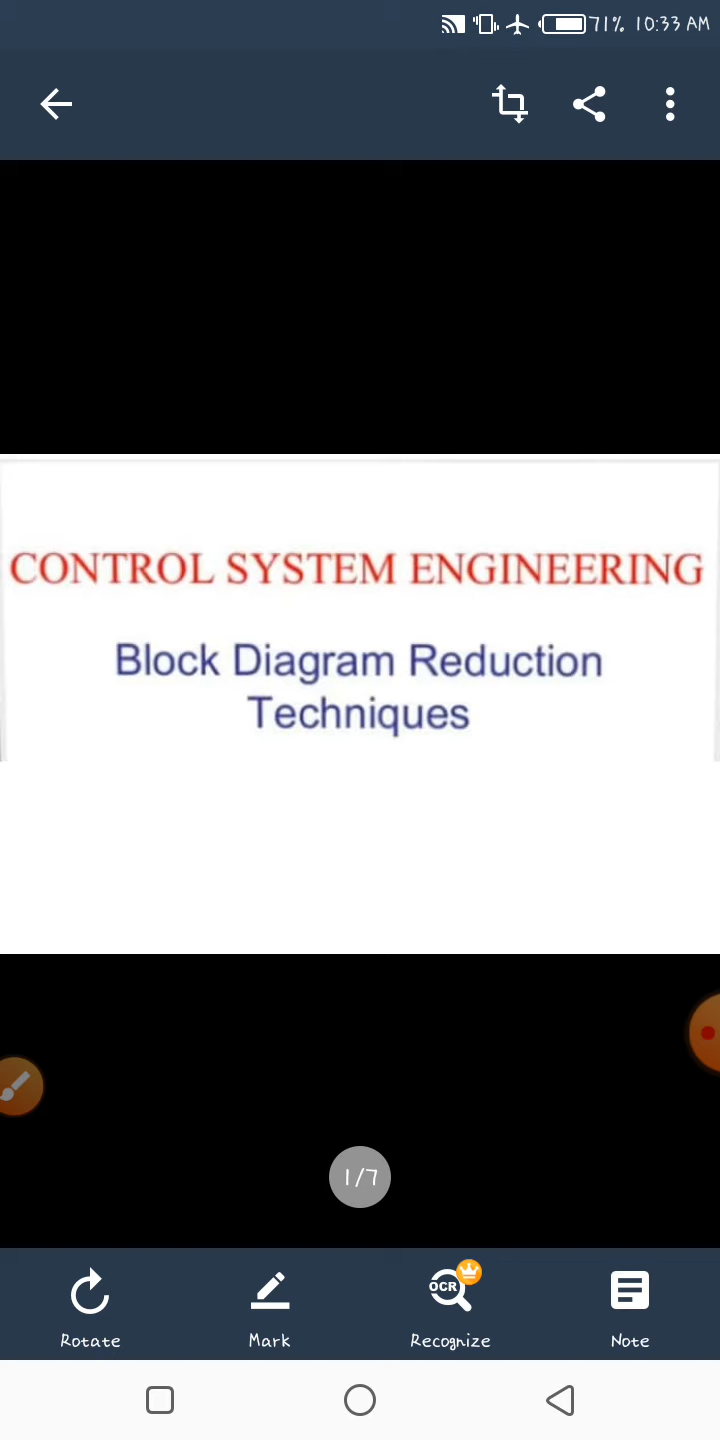 71% 10:33 AM
CONTROL SYSTEM ENGINEERING
Block Diagram Reduction
Techniques
1/7
OCR
Rotate Mark Recognize Note